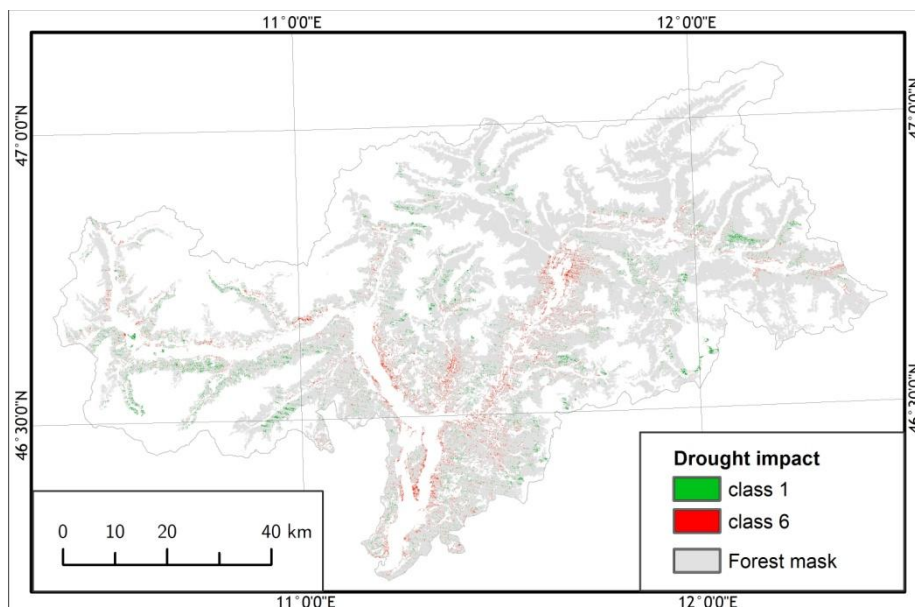 11°0'0"E 12°0'0"E
47°0'0"N 47°0'0"N
46°30'0"N 46°30'0"N
Drought impact
class 1
class 6
Forest mask
0 10 20 40 km
11°0'0"E 12°0'0"E